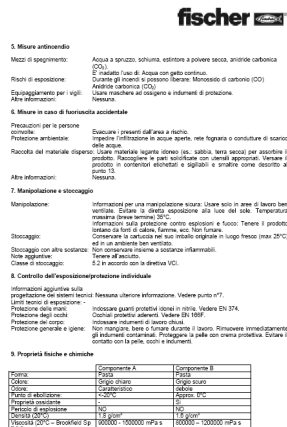 fischer
5. Misure antincendio
Mezzi di spegnimento: Acqua a spruzzo, schiuma, estintore a polvere secca, anidride carbonica
(CO₂).
E' inadatto l'uso di: Acqua con getto continuo.
Rischi di esposizione: Durante gli incendi si possono liberare: Monossido di carbonio (CO)
Anidride carbonica (CO₂)
Equipaggiamento per i vigili: Usare maschere ad ossigeno e indumenti di protezione.
Altre informazioni: Nessuna.
6. Misure in caso di fuoriuscita accidentale
Precauzioni per le persone
coinvolte: Evacuare i presenti dall'area a rischio.
Protezione ambientale: Impedire l'infiltrazione in acque aperte, rete fognaria o condutture di scarico
delle acque.
Raccolta del materiale disperso: Usare materiale legante idoneo (es.: sabbia, terra secca) per assorbire il
prodotto. Raccogliere le parti solidificate con utensili appropriati. Versare il
prodotto in contenitori etichettati e sigillabili e smaltire come descritto al
punto 13.
Altre informazioni: Nessuna.
7. Manipolazione e stoccaggio
Manipolazione: Informazioni per una manipolazione sicura: Usare solo in aree di lavoro ben
ventilate. Evitare la diretta esposizione alla luce del sole. Temperatura
massima (breve termine) 35°C.
Informazioni sulla protezione contro esplosioni e fuoco: Tenere il prodotto
lontano da fonti di calore, fiamme, ecc. Non fumare.
Stoccaggio: Conservare la cartuccia nel suo imballo originale in luogo fresco (max 25°C)
ed in un ambiente ben ventilato.
Stoccaggio con altre sostanze: Non conservare insieme a sostanze infiammabili.
Note aggiuntive: Tenere all'asciutto.
Classe di stoccaggio: 5.2 in accordo con la direttiva VCI.
8. Controllo dell'esposizione/protezione individuale
Informazioni aggiuntive sulla
progettazione dei sistemi tecnici: Nessuna ulteriore informazione. Vedere punto n°7.
Limiti tecnici di esposizione: -
Protezione delle mani: Indossare guanti protettivi idonei in nitrile. Vedere EN 374.
Protezione degli occhi: Occhiali protettivi aderenti. Vedere EN 166F.
Protezione del corpo: Indossare indumenti di lavoro chiusi.
Protezione generale e igiene: Non mangiare, bere o fumare durante il lavoro. Rimuovere immediatamente
gli indumenti contaminati. Proteggere la pelle con crema protettiva. Evitare il
contatto con la pelle, occhi e indumenti.
9. Proprietà fisiche e chimiche
Componente A Componente B
Forma: Pasta Pasta
Colore: Grigio chiaro Grigio scuro
Odore: Caratteristico debole
Punto di ebollizione: <-20°C Approx. 0°C
Proprietà ossidante - Si
Pericolo di esplosione NO NO
Densità (20°C) 1,8 g/cm³ 1,6 g/cm³
Viscosità (20°C – Brookfield Sp 900000 - 1500000 mPa s 800000 – 1200000 mPa s